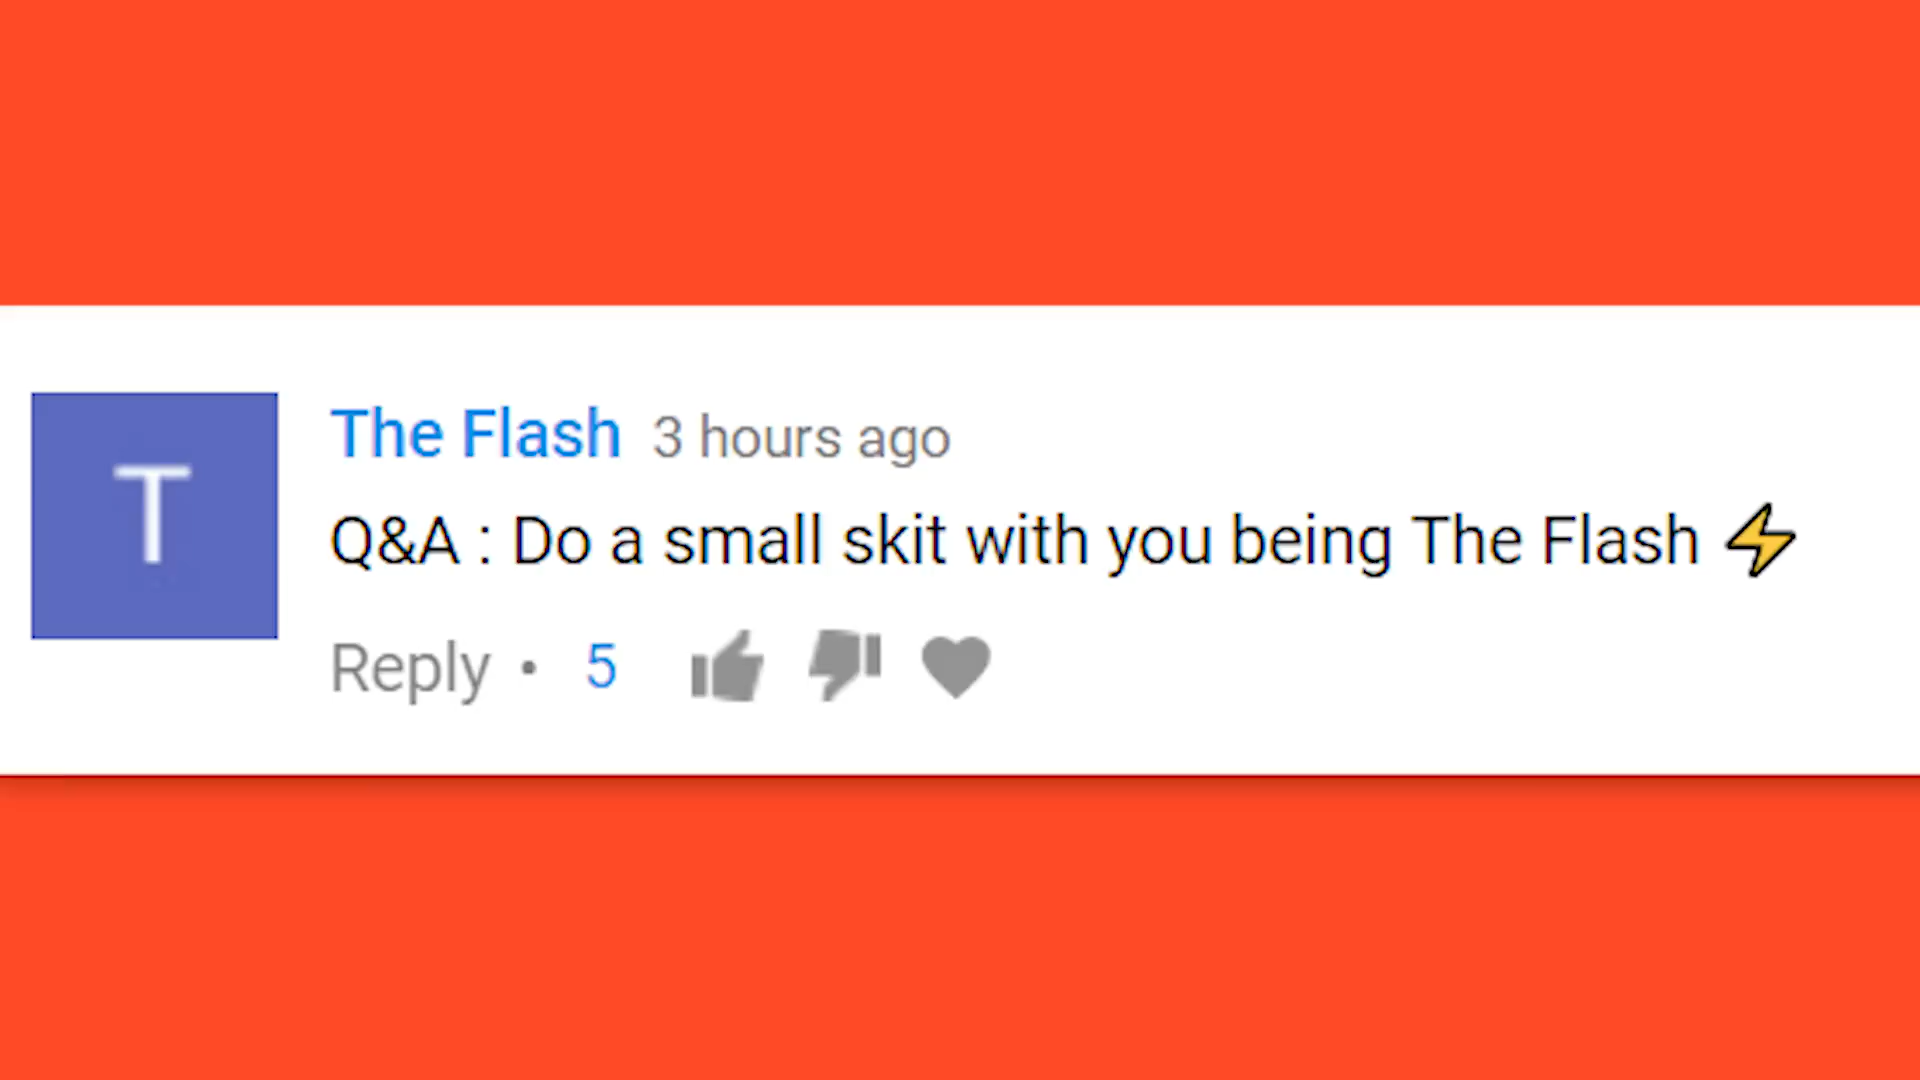 T
The Flash 3 hours ago
Q&A : Do a small skit with you being The Flash ⚡
Reply • 5